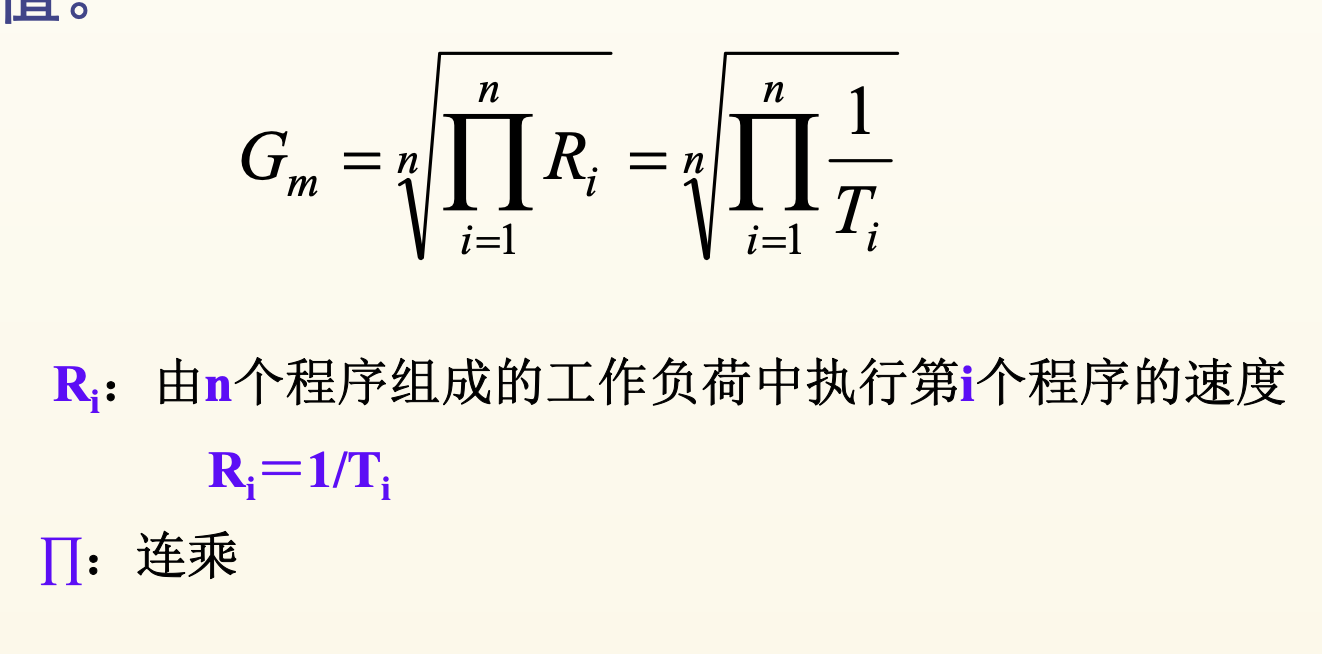 值。
G_m = \sqrt[n]{\prod_{i=1}^{n} R_i} = \sqrt[n]{\prod_{i=1}^{n} \frac{1}{T_i}}
R_i：由n个程序组成的工作负荷中执行第i个程序的速度
R_i＝1/T_i
∏：连乘